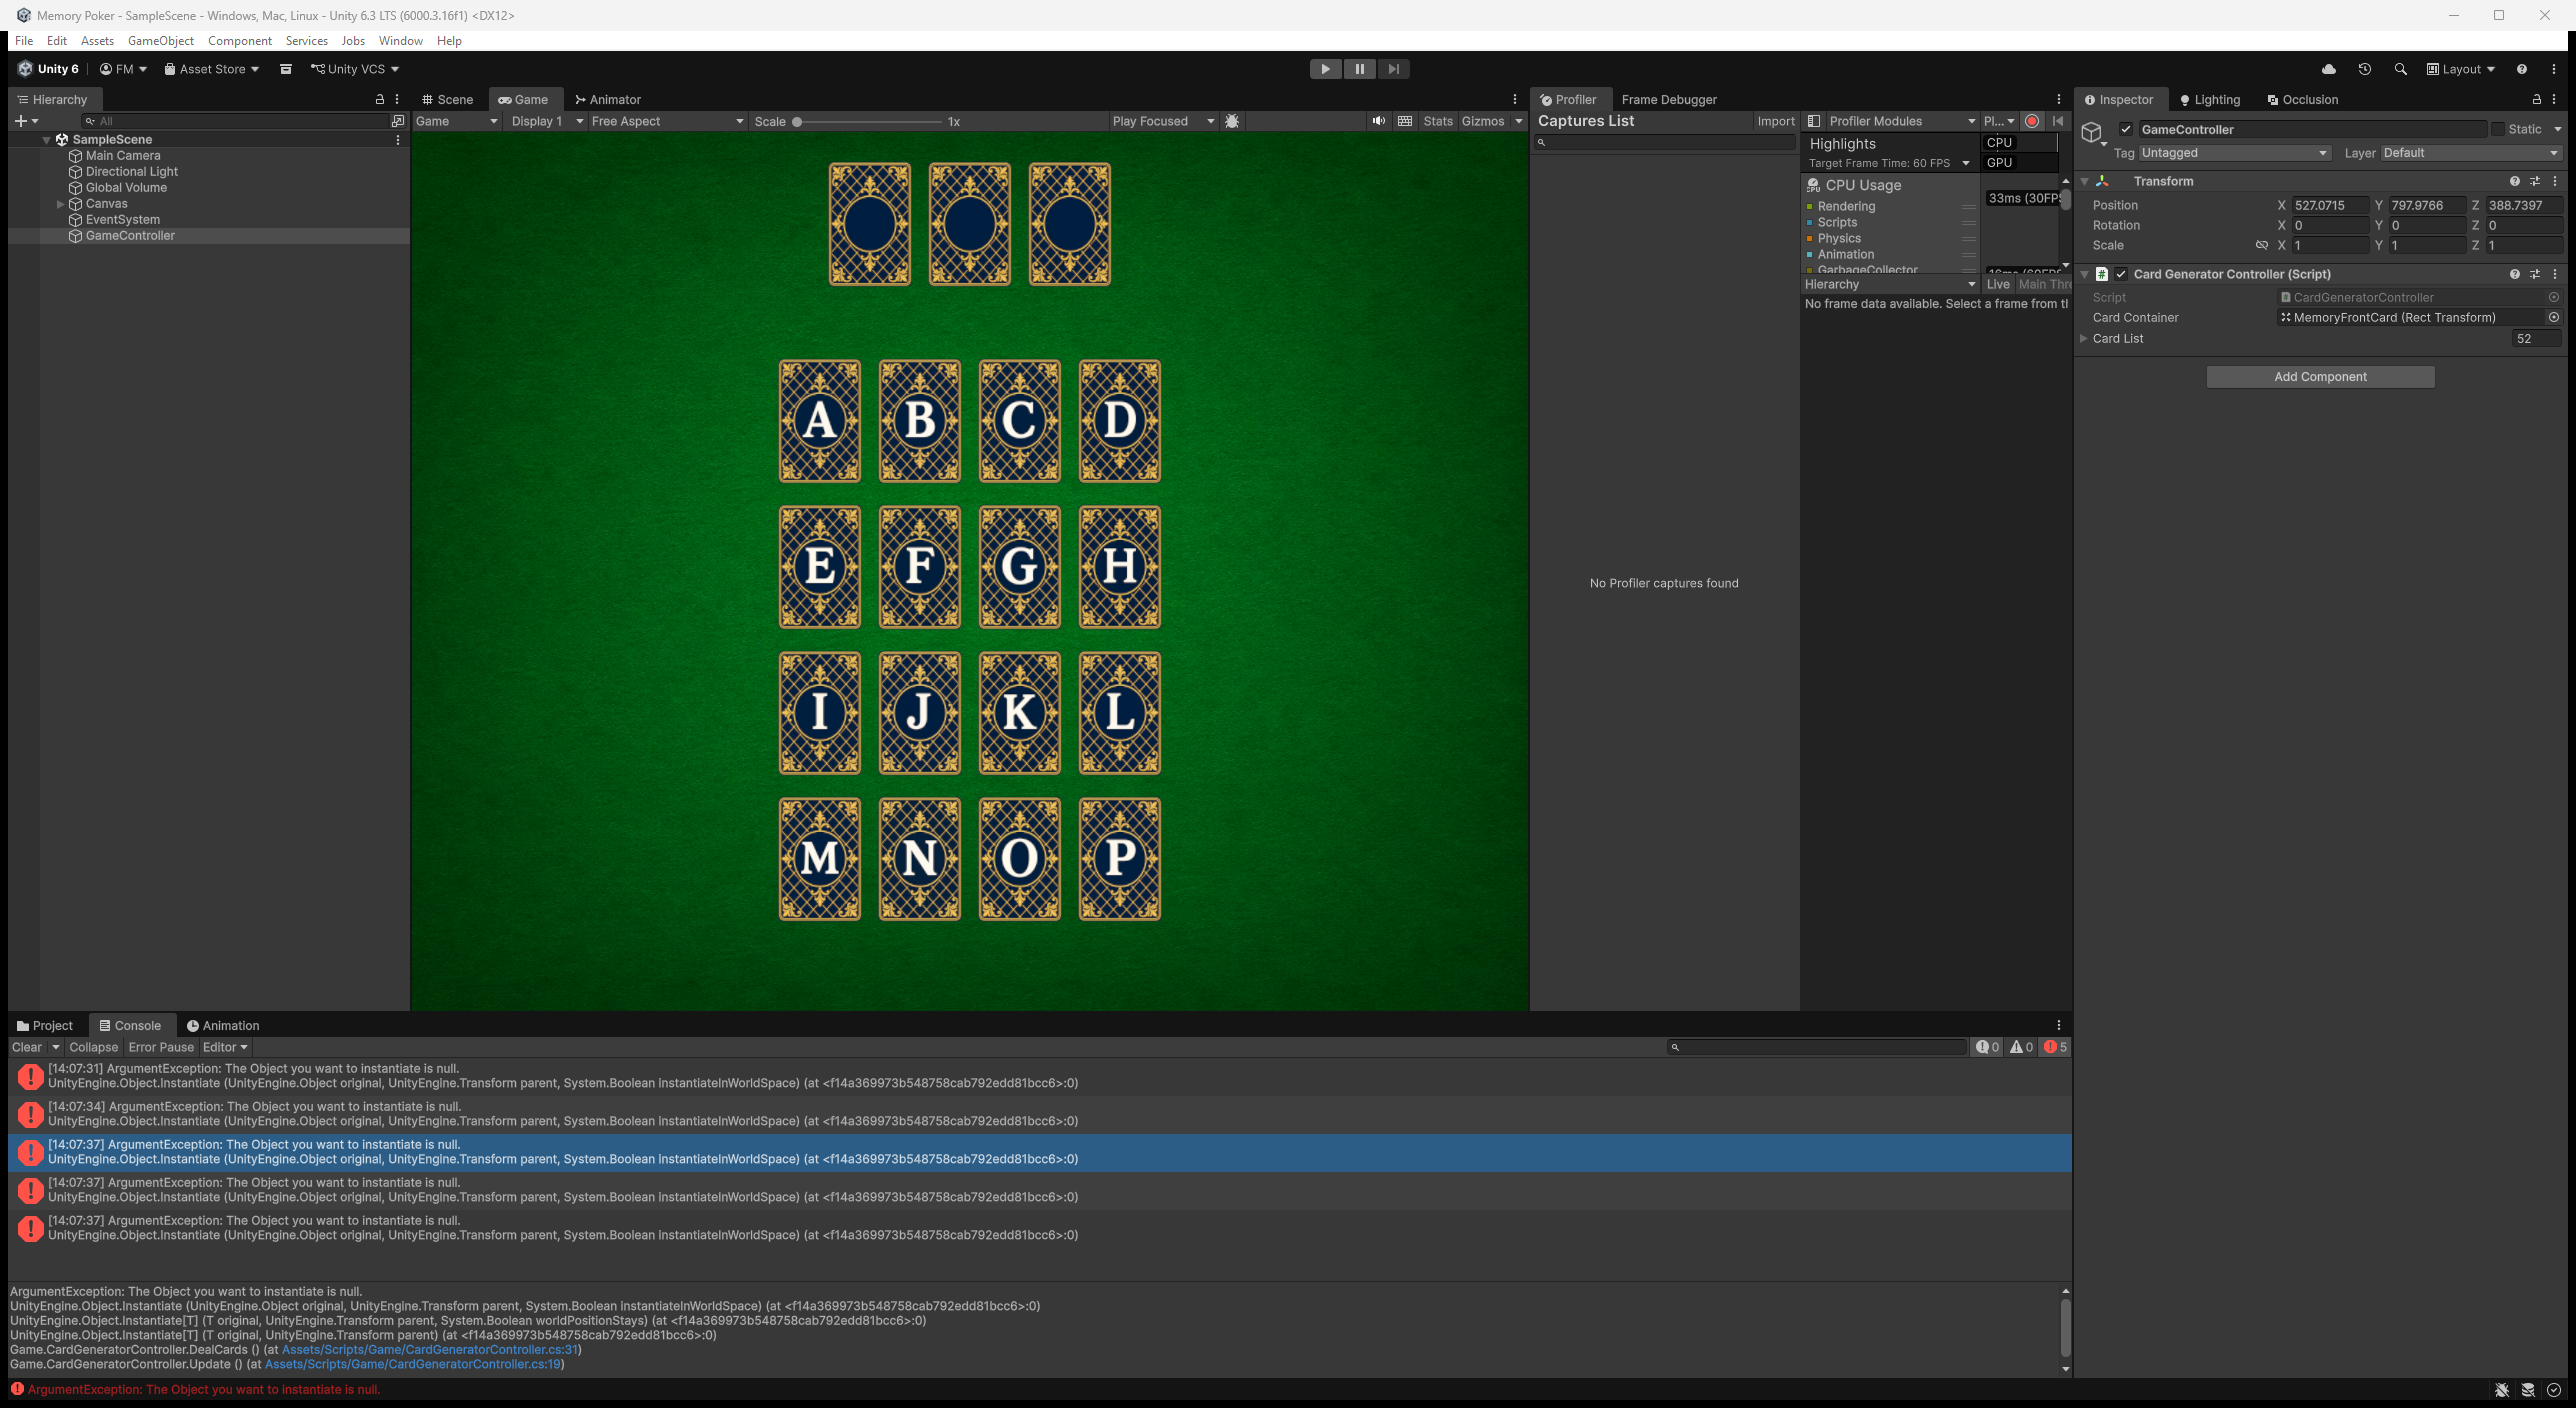 Memory Poker - SampleScene - Windows, Mac, Linux - Unity 6.3 LTS (6000.3.16f1) <DX12>
File Edit Assets GameObject Component Services Jobs Window Help
Unity 6 FM Asset Store Unity VCS Layout
Hierarchy
All
SampleScene
Main Camera
Directional Light
Global Volume
Canvas
EventSystem
GameController
Scene Game Animator
Game Display 1 Free Aspect Scale 1x Play Focused Stats Gizmos
A B C D
E F G H
I J K L
M N O P
Profiler Frame Debugger
Captures List Import
No Profiler captures found
Profiler Modules Pl...
Highlights
Target Frame Time: 60 FPS
CPU
GPU
CPU Usage
33ms (30FPS
Rendering
Scripts
Physics
Animation
GarbageCollector
16ms (60FPS
Hierarchy Live Main Thre
No frame data available. Select a frame from tl
Inspector Lighting Occlusion
GameController Static
Tag Untagged Layer Default
Transform
Position X 527.0715 Y 797.9766 Z 388.7397
Rotation X 0 Y 0 Z 0
Scale X 1 Y 1 Z 1
Card Generator Controller (Script)
Script CardGeneratorController
Card Container MemoryFrontCard (Rect Transform)
Card List 52
Add Component
Project Console Animation
Clear Collapse Error Pause Editor 0 0 5
[14:07:31] ArgumentException: The Object you want to instantiate is null.
UnityEngine.Object.Instantiate (UnityEngine.Object original, UnityEngine.Transform parent, System.Boolean instantiateInWorldSpace) (at <f14a369973b548758cab792edd81bcc6>:0)
[14:07:34] ArgumentException: The Object you want to instantiate is null.
UnityEngine.Object.Instantiate (UnityEngine.Object original, UnityEngine.Transform parent, System.Boolean instantiateInWorldSpace) (at <f14a369973b548758cab792edd81bcc6>:0)
[14:07:37] ArgumentException: The Object you want to instantiate is null.
UnityEngine.Object.Instantiate (UnityEngine.Object original, UnityEngine.Transform parent, System.Boolean instantiateInWorldSpace) (at <f14a369973b548758cab792edd81bcc6>:0)
[14:07:37] ArgumentException: The Object you want to instantiate is null.
UnityEngine.Object.Instantiate (UnityEngine.Object original, UnityEngine.Transform parent, System.Boolean instantiateInWorldSpace) (at <f14a369973b548758cab792edd81bcc6>:0)
[14:07:37] ArgumentException: The Object you want to instantiate is null.
UnityEngine.Object.Instantiate (UnityEngine.Object original, UnityEngine.Transform parent, System.Boolean instantiateInWorldSpace) (at <f14a369973b548758cab792edd81bcc6>:0)
ArgumentException: The Object you want to instantiate is null.
UnityEngine.Object.Instantiate (UnityEngine.Object original, UnityEngine.Transform parent, System.Boolean instantiateInWorldSpace) (at <f14a369973b548758cab792edd81bcc6>:0)
UnityEngine.Object.Instantiate[T] (T original, UnityEngine.Transform parent, System.Boolean worldPositionStays) (at <f14a369973b548758cab792edd81bcc6>:0)
UnityEngine.Object.Instantiate[T] (T original, UnityEngine.Transform parent) (at <f14a369973b548758cab792edd81bcc6>:0)
Game.CardGeneratorController.DealCards () (at Assets/Scripts/Game/CardGeneratorController.cs:31)
Game.CardGeneratorController.Update () (at Assets/Scripts/Game/CardGeneratorController.cs:19)
ArgumentException: The Object you want to instantiate is null.